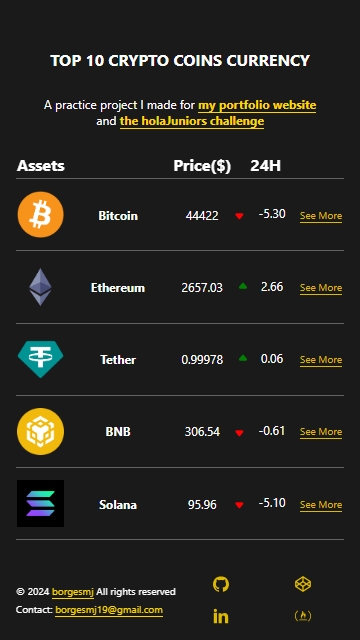 TOP 10 CRYPTO COINS CURRENCY
A practice project I made for my portfolio website
and the holaJuniors challenge
Assets Price($) 24H
Bitcoin 44422 -5.30 See More
Ethereum 2657.03 2.66 See More
Tether 0.99978 0.06 See More
BNB 306.54 -0.61 See More
Solana 95.96 -5.10 See More
© 2024 borgesmj All rights reserved
Contact: borgesmj19@gmail.com